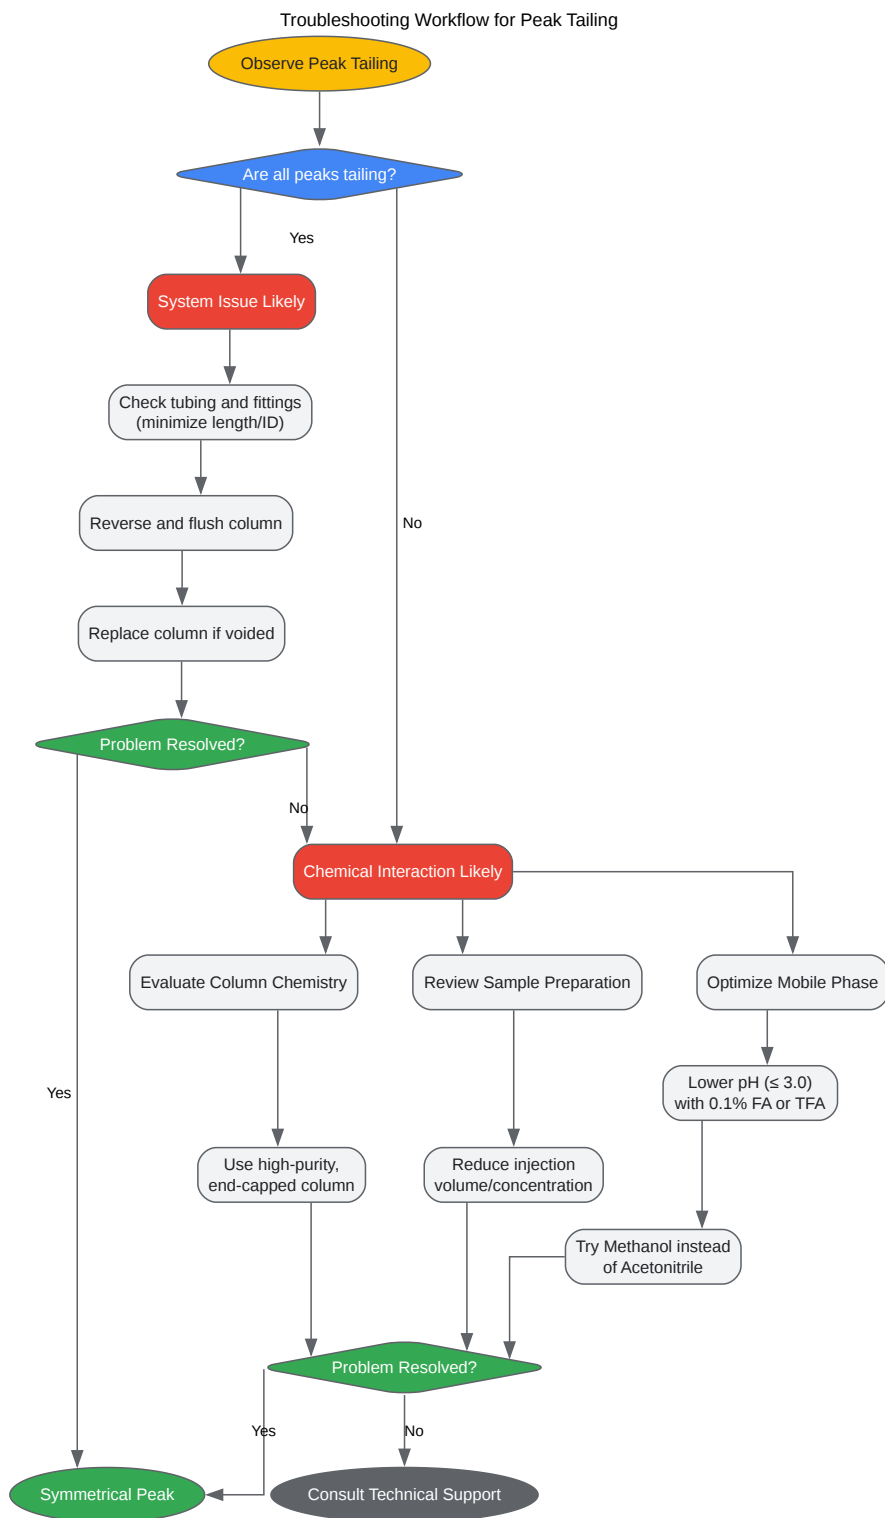 Troubleshooting Workflow for Peak Tailing
Observe Peak Tailing
Are all peaks tailing?
Yes
System Issue Likely
Check tubing and fittings
(minimize length/ID)
Reverse and flush column
No
Replace column if voided
Problem Resolved?
No
Chemical Interaction Likely
Evaluate Column Chemistry
Review Sample Preparation
Optimize Mobile Phase
Yes
Lower pH (≤ 3.0)
with 0.1% FA or TFA
Use high-purity,
end-capped column
Reduce injection
volume/concentration
Try Methanol instead
of Acetonitrile
Problem Resolved?
Yes
No
Symmetrical Peak
Consult Technical Support